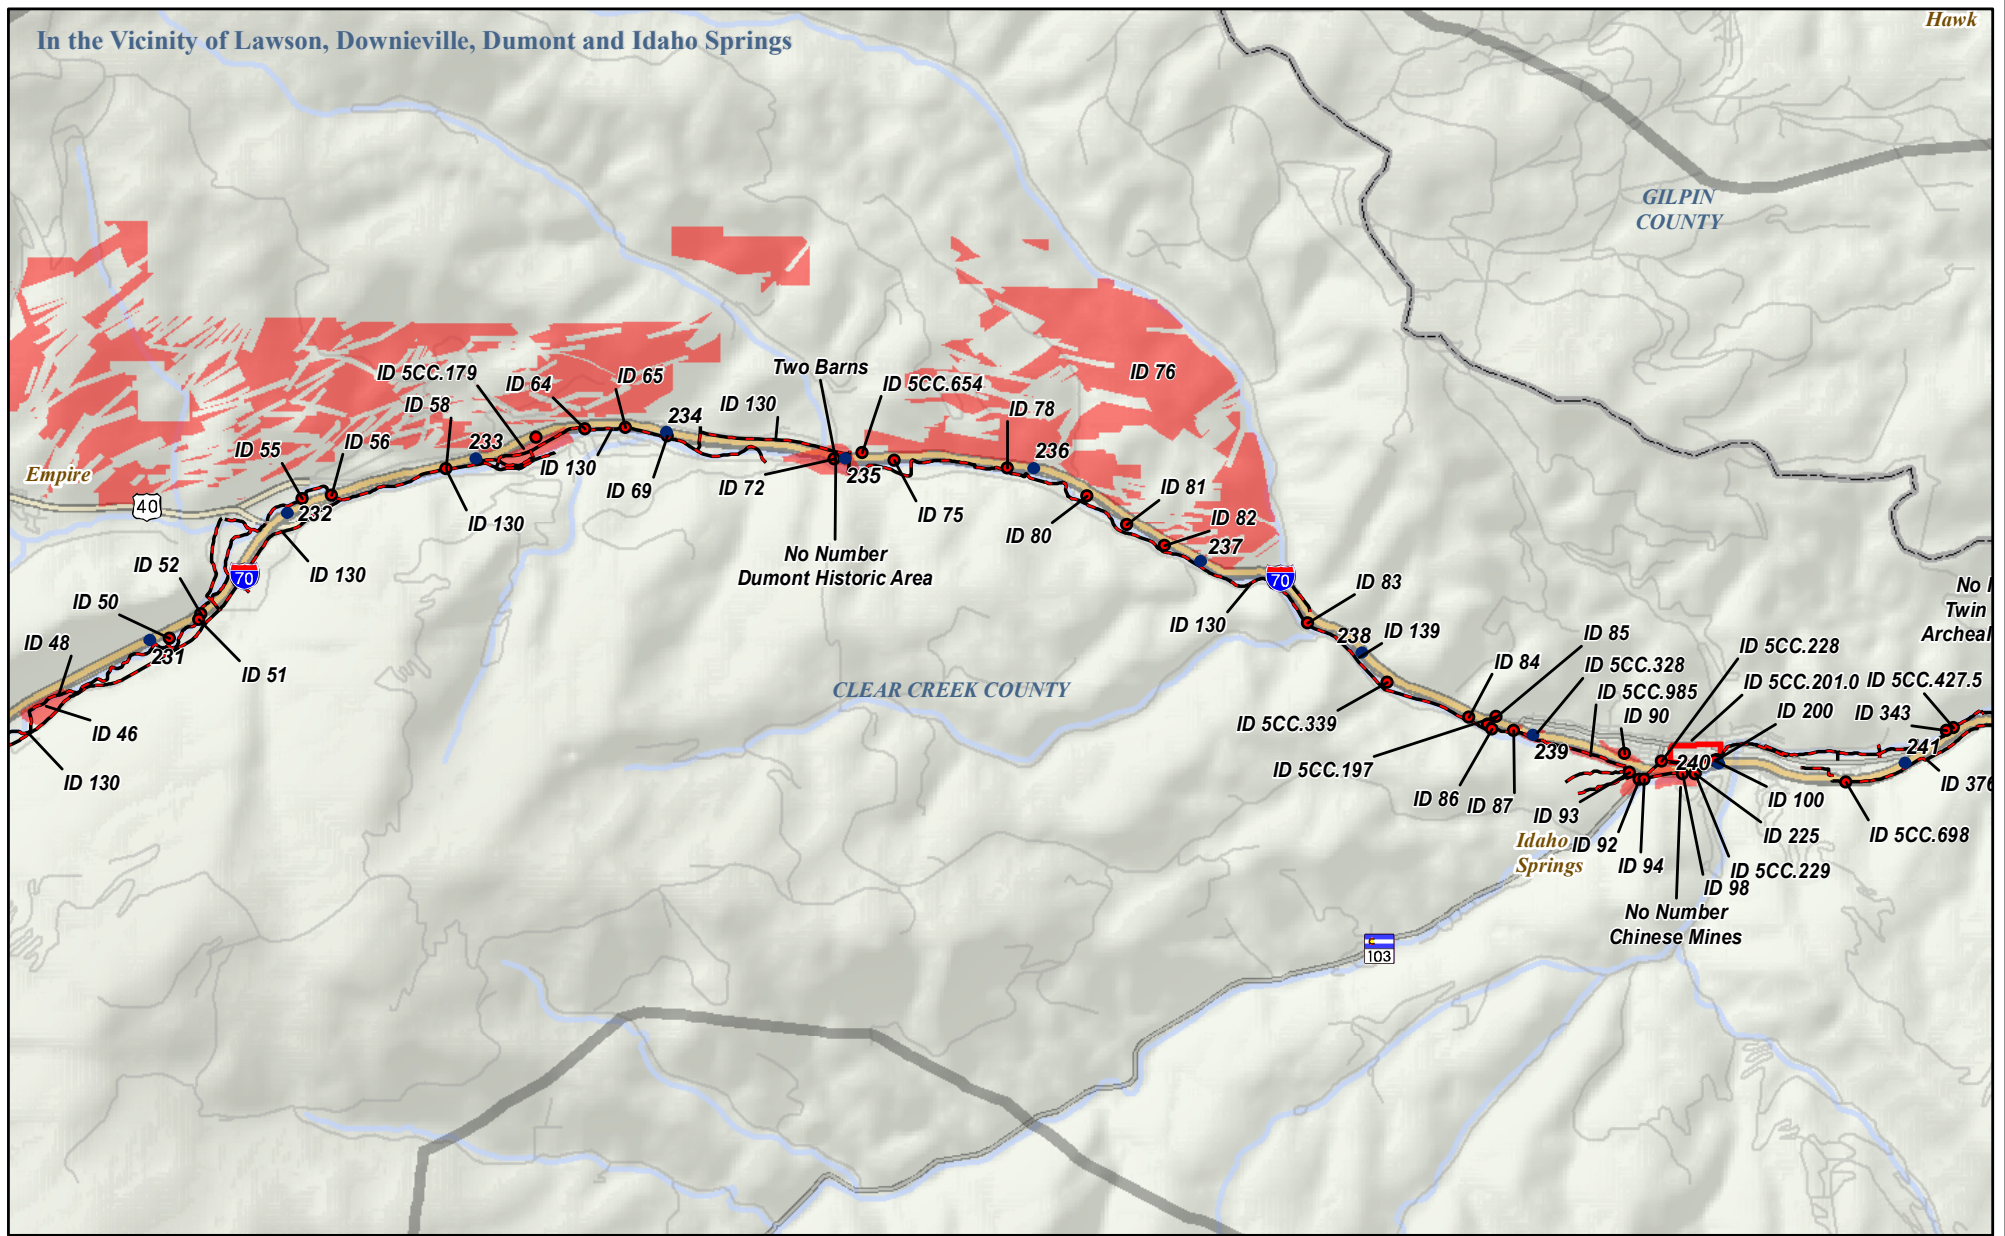 Hawk
In the Vicinity of Lawson, Downieville, Dumont and Idaho Springs
GILPIN
COUNTY
Two Barns
ID 5CC.179
ID 64
ID 65
ID 5CC.654
ID 76
ID 58
234
ID 130
ID 78
ID 55
ID 56
233
236
Empire
ID 130
235
40
232
ID 69
ID 72
ID 75
ID 81
ID 130
ID 80
ID 82
237
No Number
Dumont Historic Area
ID 52
70
ID 130
70
ID 83
ID 50
ID 130
No
Twin
238
ID 139
ID 85
ID 48
231
ID 51
ID 84
ID 5CC.328
ID 5CC.228
CLEAR CREEK COUNTY
ID 5CC.985
ID 5CC.201.0
ID 5CC.427.5
ID 46
ID 5CC.339
ID 90
ID 200
ID 343
ID 130
ID 5CC.197
239
240
241
ID 86
ID 87
ID 93
ID 100
ID 376
Idaho
Springs
ID 92
ID 225
ID 5CC.698
ID 94
ID 5CC.229
ID 98
No Number
Chinese Mines
103